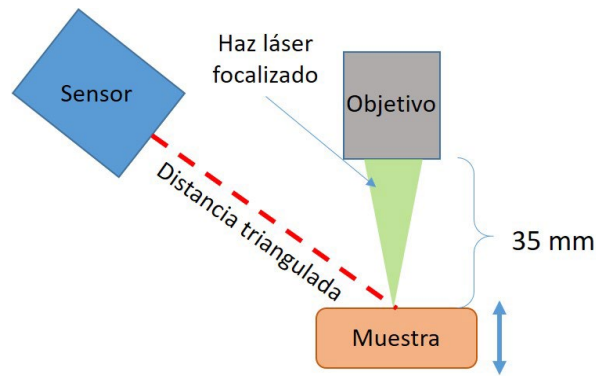 Haz láser
focalizado
Sensor
Objetivo
Distancia triangulada
35 mm
Muestra